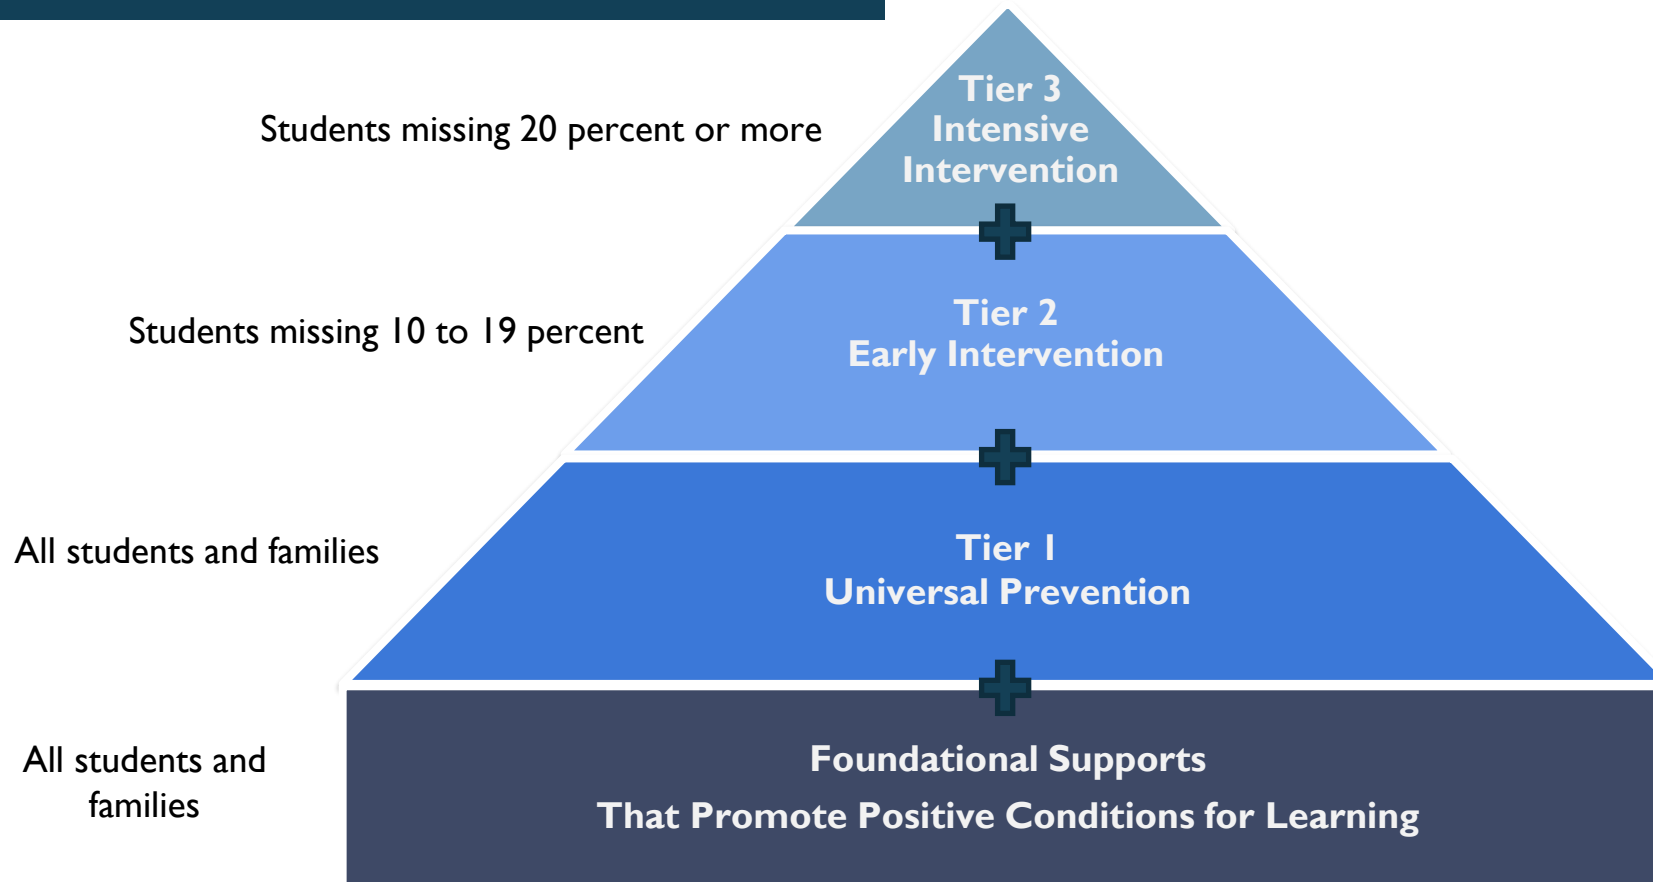 Tier 3
Intensive
Intervention
Students missing 20 percent or more
Tier 2
Early Intervention
Students missing 10 to 19 percent
Tier 1
Universal Prevention
All students and families
Foundational Supports
That Promote Positive Conditions for Learning
All students and
families